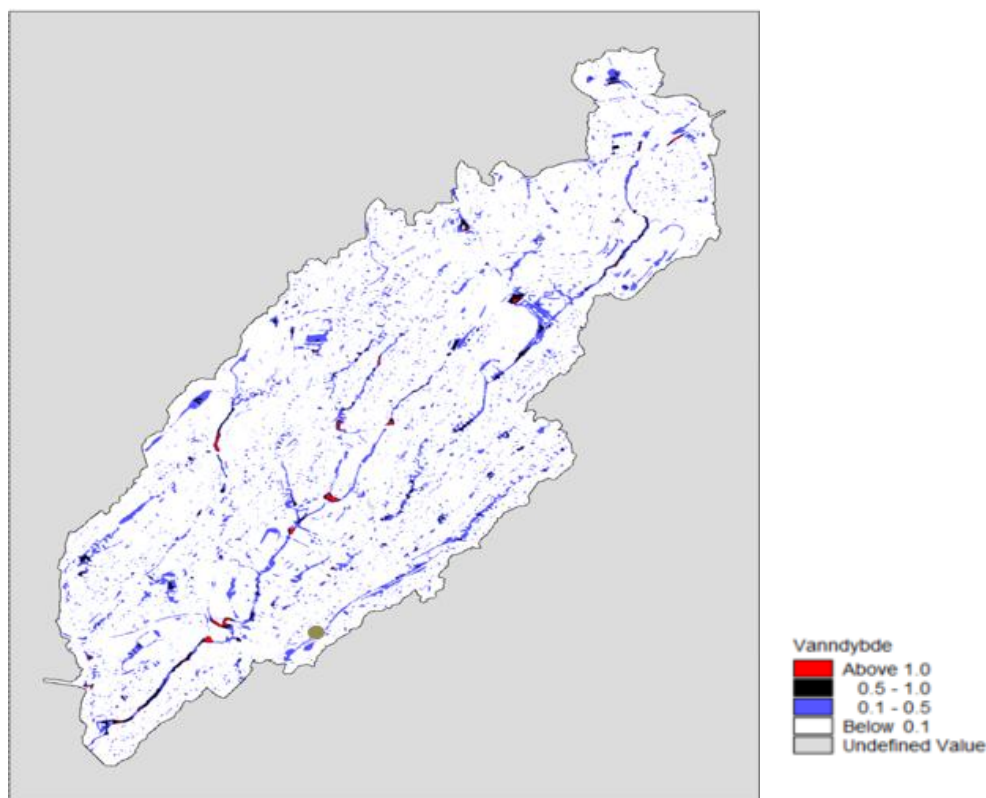 Vanndybde
Above 1.0
0.5 - 1.0
0.1 - 0.5
Below 0.1
Undefined Value